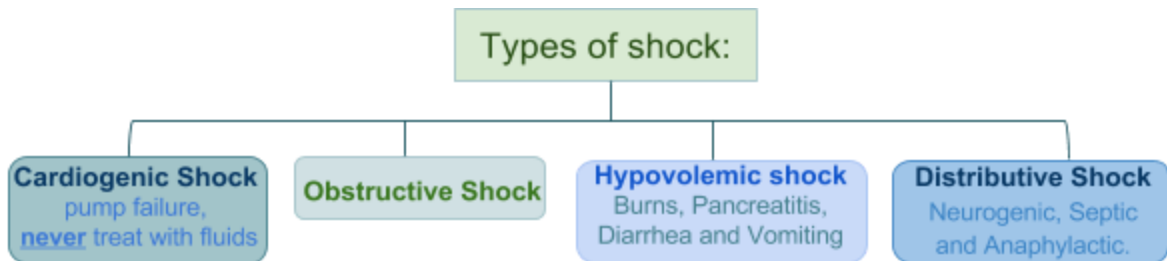 Types of shock:
Cardiogenic Shock
pump failure,
never treat with fluids
Obstructive Shock
Hypovolemic shock
Burns, Pancreatitis,
Diarrhea and Vomiting
Distributive Shock
Neurogenic, Septic
and Anaphylactic.